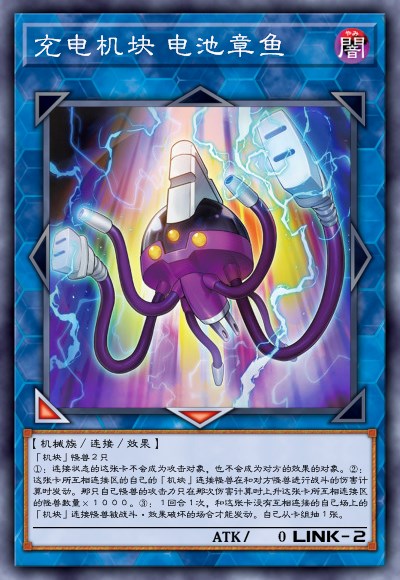 充电机块 电池章鱼
やみ
闇
【机械族／连接／效果】
「机块」怪兽2只
①：连接状态的这张卡不会成为攻击对象，也不会成为对方的效果的对象。②：
这张卡所互相连接区的自己的「机块」连接怪兽在和对方怪兽进行战斗的伤害计
算时发动。那只自己怪兽的攻击力只在那次伤害计算时上升这张卡所互相连接区
的怪兽数量×1000。③：1回合1次，和这张卡互相连接的自己场上的
「机块」连接怪兽被战斗·效果破坏的场合才能发动。自己从卡组抽1张。
ATK/ 0 LINK-2